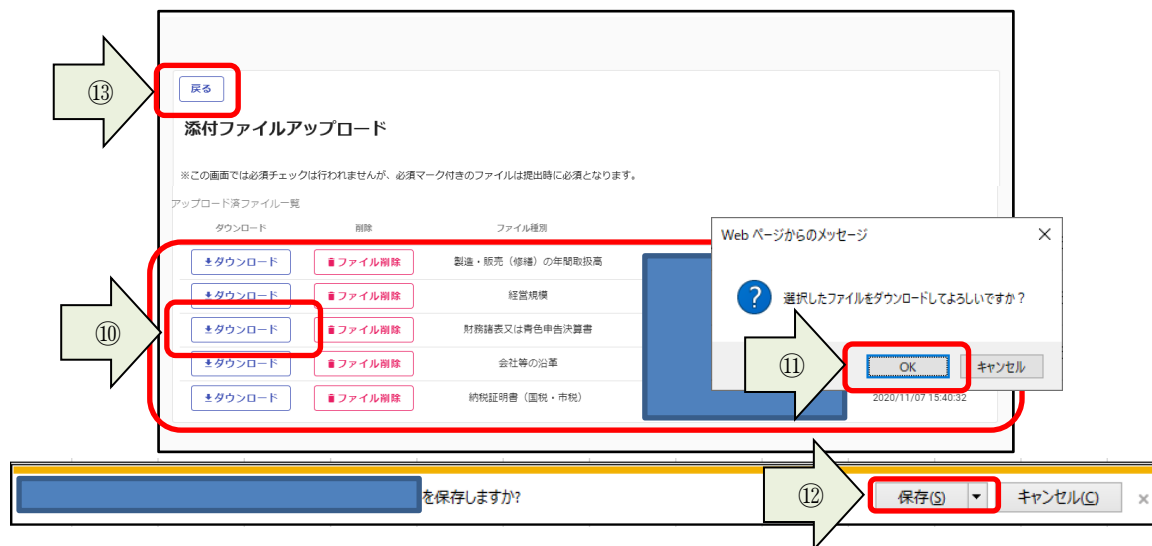 ⑬
戻る
添付ファイルアップロード
※この画面では必須チェックは行われませんが、必須マーク付きのファイルは提出時に必須となります。
アップロード済ファイル一覧
ダウンロード 削除 ファイル種別
ダウンロード ファイル削除 製造・販売（修繕）の年間取扱高
ダウンロード ファイル削除 経営規模
⑩
ダウンロード ファイル削除 財務諸表又は青色申告決算書
ダウンロード ファイル削除 会社等の沿革
ダウンロード ファイル削除 納税証明書（国税・市税）
2020/11/07 15:40:32
Web ページからのメッセージ
選択したファイルをダウンロードしてよろしいですか？
⑪
OK キャンセル
を保存しますか?
⑫
保存(S) キャンセル(C) ×